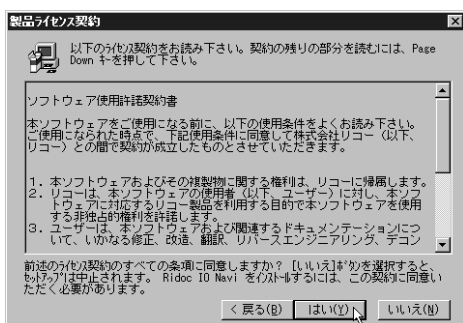 製品ライセンス契約
以下のライセンス契約をお読み下さい。契約の残りの部分を読むには、Page
Down キーを押して下さい。
ソフトウェア使用許諾契約書
本ソフトウェアをご使用になる前に、以下の使用条件をよくお読み下さい。
ご使用になられた時点で、下記使用条件に同意して株式会社リコー（以下、
リコー）との間で契約が成立したものとさせていただきます。
1. 本ソフトウェアおよびその複製物に関する権利は、リコーに帰属します。
2. リコーは、本ソフトウェアの使用者（以下、ユーザー）に対し、本ソフ
トウェアに対応するリコー製品を利用する目的で本ソフトウェアを使用
する非独占的権利を許諾します。
3. ユーザーは、本ソフトウェアおよび関連するドキュメンテーションにつ
いて、いかなる修正、改造、翻訳、リバースエンジニアリング、デコン
前述のライセンス契約のすべての条項に同意しますか？ [いいえ]ボタンを選択すると、
セットアップは中止されます。 Ridoc IO Navi をインストールするには、この契約に同意い
ただく必要があります。
< 戻る(B) はい(Y) いいえ(N)